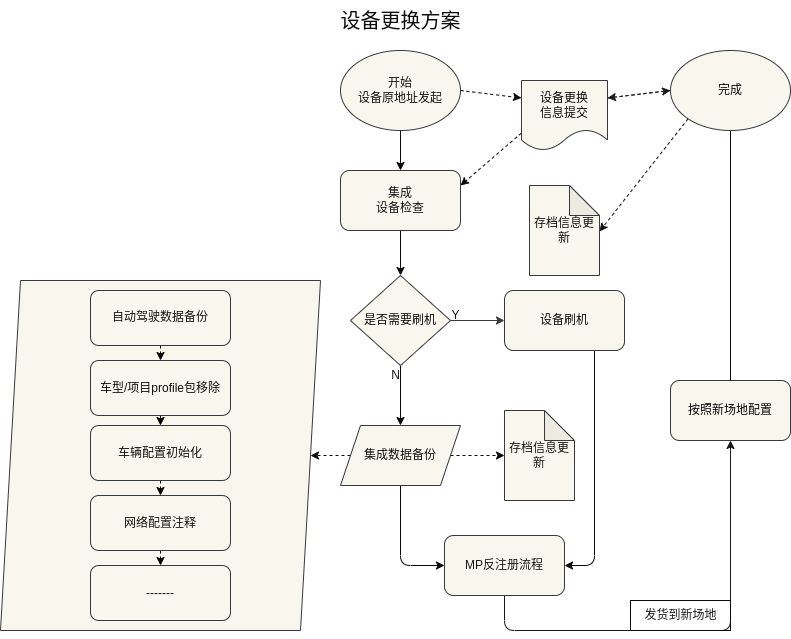 设备更换方案
开始
设备原地址发起
设备更换
信息提交
完成
集成
设备检查
存档信息更
新
是否需要刷机
Y
设备刷机
N
自动驾驶数据备份
车型/项目profile包移除
车辆配置初始化
网络配置注释
-------
集成数据备份
存档信息更
新
按照新场地配置
MP反注册流程
发货到新场地